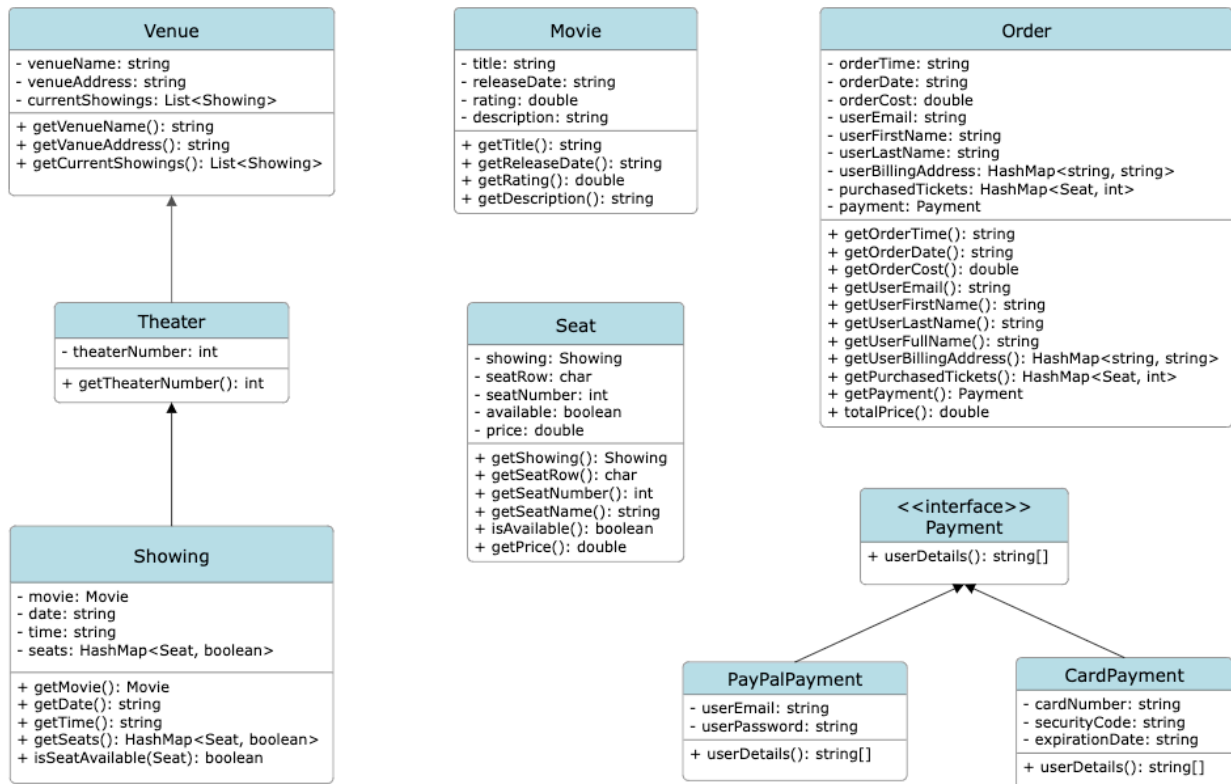 Venue
- venueName: string
- venueAddress: string
- currentShowings: List<Showing>
+ getVenueName(): string
+ getVanueAddress(): string
+ getCurrentShowings(): List<Showing>
Movie
- title: string
- releaseDate: string
- rating: double
- description: string
+ getTitle(): string
+ getReleaseDate(): string
+ getRating(): double
+ getDescription(): string
Order
- orderTime: string
- orderDate: string
- orderCost: double
- userEmail: string
- userFirstName: string
- userLastName: string
- userBillingAddress: HashMap<string, string>
- purchasedTickets: HashMap<Seat, int>
- payment: Payment
+ getOrderTime(): string
+ getOrderDate(): string
+ getOrderCost(): double
+ getUserEmail(): string
+ getUserFirstName(): string
+ getUserLastName(): string
+ getUserFullName(): string
+ getUserBillingAddress(): HashMap<string, string>
+ getPurchasedTickets(): HashMap<Seat, int>
+ getPayment(): Payment
+ totalPrice(): double
Theater
- theaterNumber: int
+ getTheaterNumber(): int
Seat
- showing: Showing
- seatRow: char
- seatNumber: int
- available: boolean
- price: double
+ getShowing(): Showing
+ getSeatRow(): char
+ getSeatNumber(): int
+ getSeatName(): string
+ isAvailable(): boolean
+ getPrice(): double
<<interface>>
Payment
+ userDetails(): string[]
Showing
- movie: Movie
- date: string
- time: string
- seats: HashMap<Seat, boolean>
+ getMovie(): Movie
+ getDate(): string
+ getTime(): string
+ getSeats(): HashMap<Seat, boolean>
+ isSeatAvailable(Seat): boolean
PayPalPayment
- userEmail: string
- userPassword: string
+ userDetails(): string[]
CardPayment
- cardNumber: string
- securityCode: string
- expirationDate: string
+ userDetails(): string[]